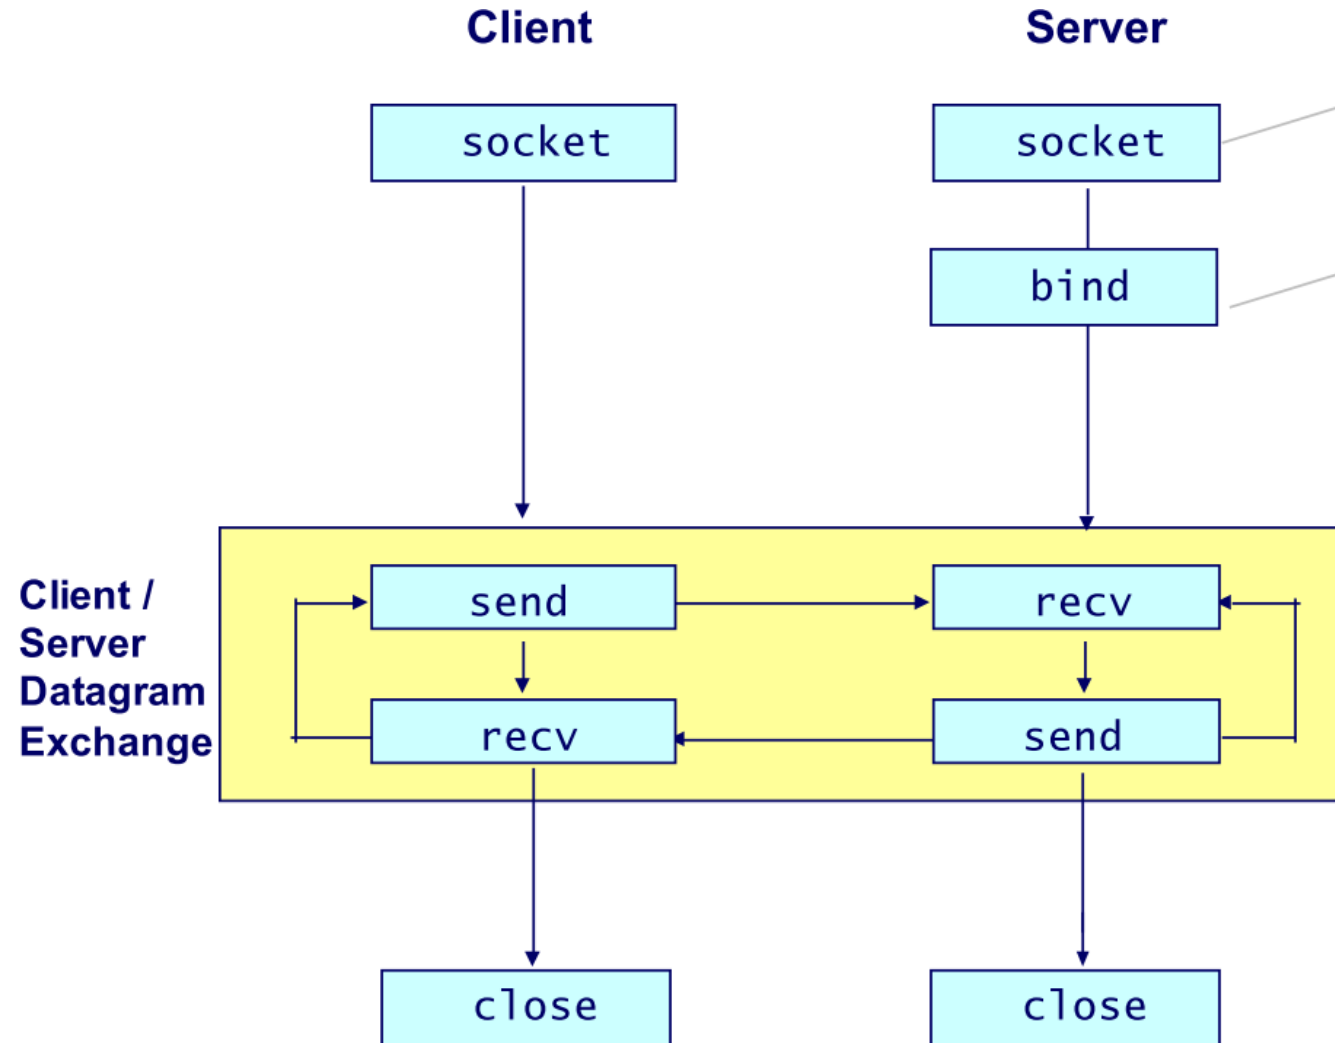 Client
Server
socket
socket
bind
Client /
Server
Datagram
Exchange
send
recv
recv
send
close
close